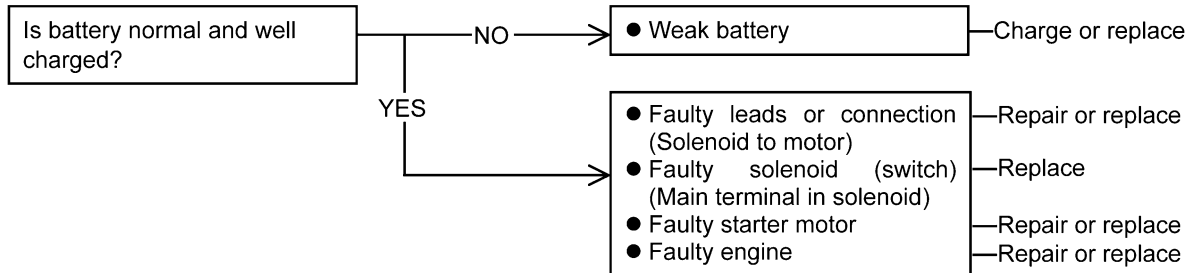 Is battery normal and well
charged?
NO
● Weak battery
Charge or replace
YES
● Faulty leads or connection
(Solenoid to motor)
Repair or replace
● Faulty solenoid (switch)
(Main terminal in solenoid)
Replace
● Faulty starter motor
Repair or replace
● Faulty engine
Repair or replace